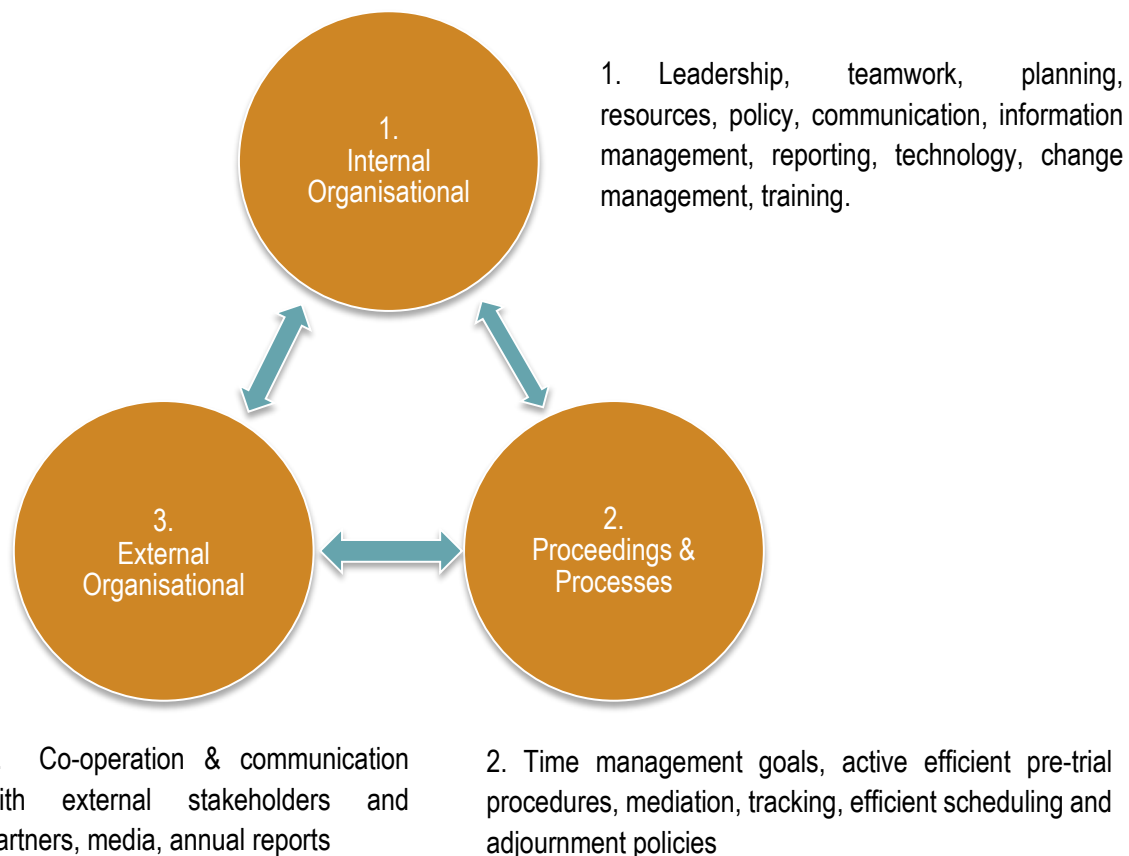 1.
Internal
Organisational
1. Leadership, teamwork, planning,
resources, policy, communication, information
management, reporting, technology, change
management, training.
3.
External
Organisational
2.
Proceedings &
Processes
Co-operation & communication
external stakeholders and
media, annual reports
2. Time management goals, active efficient pre-trial
procedures, mediation, tracking, efficient scheduling and
adjournment policies